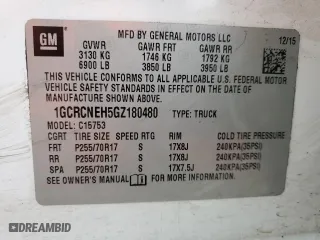 GM
MFD BY GENERAL MOTORS LLC
12/15
GVWR GAWR FRT GAWR RR
3130 KG 1746 KG 1792 KG
6900 LB 3850 LB 3950 LB
THIS VEHICLE CONFORMS TO ALL APPLICABLE U.S. FEDERAL MOTOR
VEHICLE SAFETY STANDARDS IN EFFECT ON THE DATE OF
MANUFACTURE SHOWN ABOVE.
1GCRCNEH5GZ180480 TYPE: TRUCK
MODEL: C15753
CGRT TIRE SIZE SPEED RTG RIM COLD TIRE PRESSURE
FRT P255/70R17 S 17X8J 240KPA(35PSI)
RR P255/70R17 S 17X8J 240KPA(35PSI)
SPA P255/70R17 S 17X7.5J 240KPA(35PSI)
SEE OWNER'S MANUAL FOR MORE INFORMATION.
DEALERSHIP AUCTION HISTORY